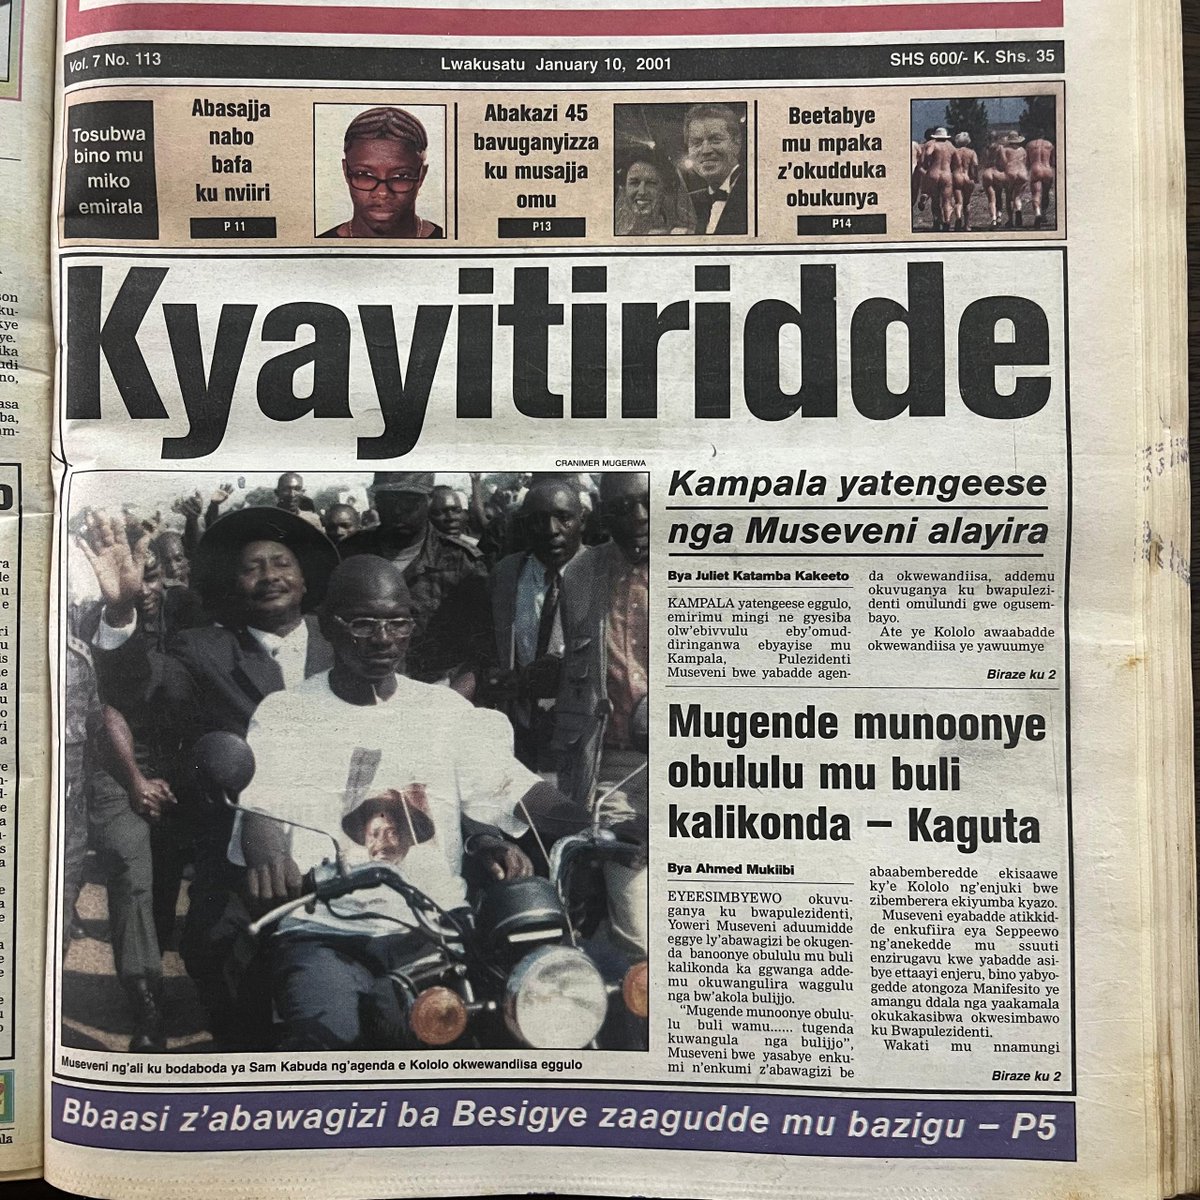 Vol. 7 No. 113
Lwakusatu January 10, 2001
SHS 600/- K. Shs. 35
Tosubwa
bino mu
miko
emirala
Abasajja
nabo
bafa
ku nviiri
P 11
Abakazi 45
bavuganyizza
ku musajja
omu
P13
Beetabye
mu mpaka
z'okudduka
obukunya
P14
Kyayitiridde
CRANIMER MUGERWA
Museveni ng'ali ku bodaboda ya Sam Kabuda ng'agenda e Kololo okwewandiisa eggulo
Kampala yatengeese
nga Museveni alayira
Bya Juliet Katamba Kakeeto
KAMPALA yatengeese eggulo,
emirimu mingi ne gyesiba
olw'ebivvulu eby'omud-
diringanwa ebyayise mu
Kampala, Pulezidenti
Museveni bwe yabadde agen-
da okwewandiisa, addemu
okuvuganya ku bwapulezi-
denti omulundi gwe ogusem-
bayo.
Ate ye Kololo awaabadde
okwewandiisa ye yawuumye
Biraze ku 2
Mugende munoonye
obululu mu buli
kalikonda – Kaguta
Bya Ahmed Mukiibi
EYEESIMBYEWO okuvu-
ganya ku bwapulezidenti,
Yoweri Museveni aduumidde
eggye ly'abawagizi be okugen-
da banoonye obululu mu buli
kalikonda ka ggwanga adde-
mu okuwangulira waggulu
nga bw'akola bulijjo.
"Mugende munoonye obulu-
lu buli wamu...... tugenda
kuwangula nga bulijjo",
Museveni bwe yasabye enku-
mi n'enkumi z'abawagizi be
abaabemberedde ekisaawe
ky'e Kololo ng'enjuki bwe
zibemberera ekiyumba kyazo.
Museveni eyabadde atikkid-
de enkufiira eya Seppeewo
ng'anekedde mu ssuuti
enzirugavu kwe yabadde asi-
bye ettaayi enjeru, bino yabyo-
gedde atongoza Manifesito ye
amangu ddala nga yaakamala
okukakasibwa okwesimbawo
ku Bwapulezidenti.
Wakati mu nnamungi
Biraze ku 2
Bbaasi z'abawagizi ba Besigye zaagudde mu bazigu – P5